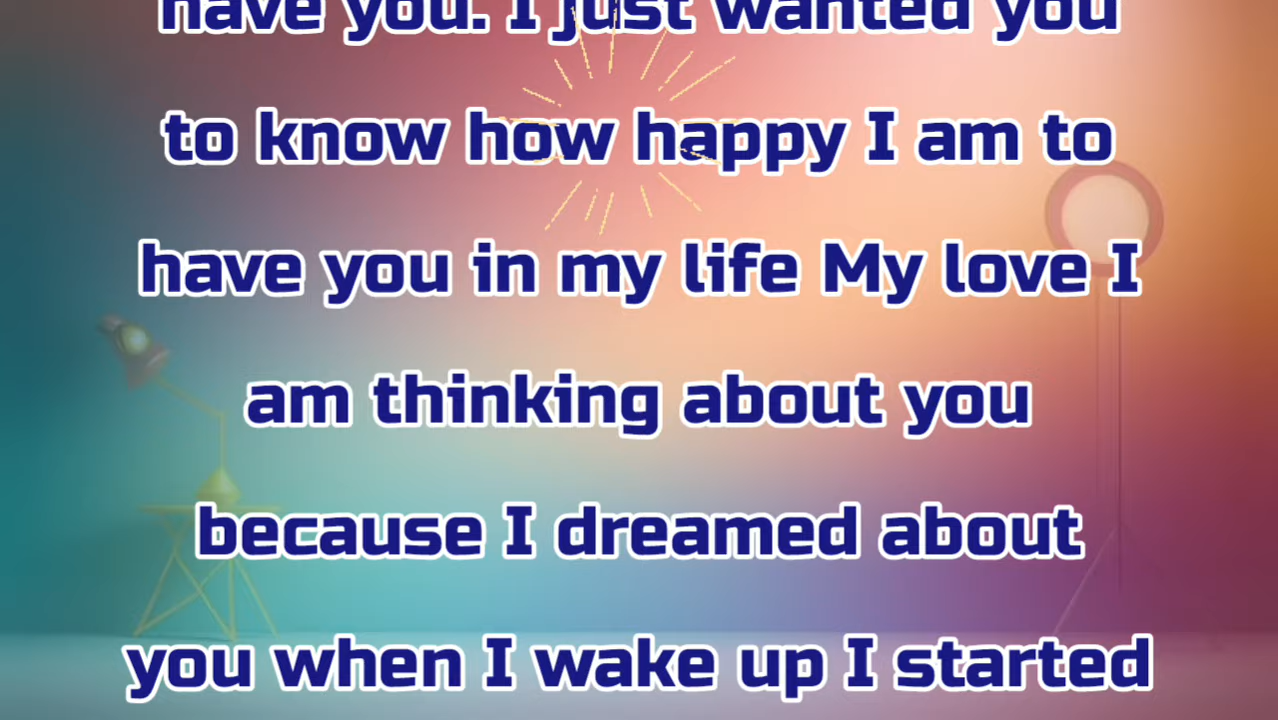 have you. I just wanted you
to know how happy I am to
have you in my life My love I
am thinking about you
because I dreamed about
you when I wake up I started